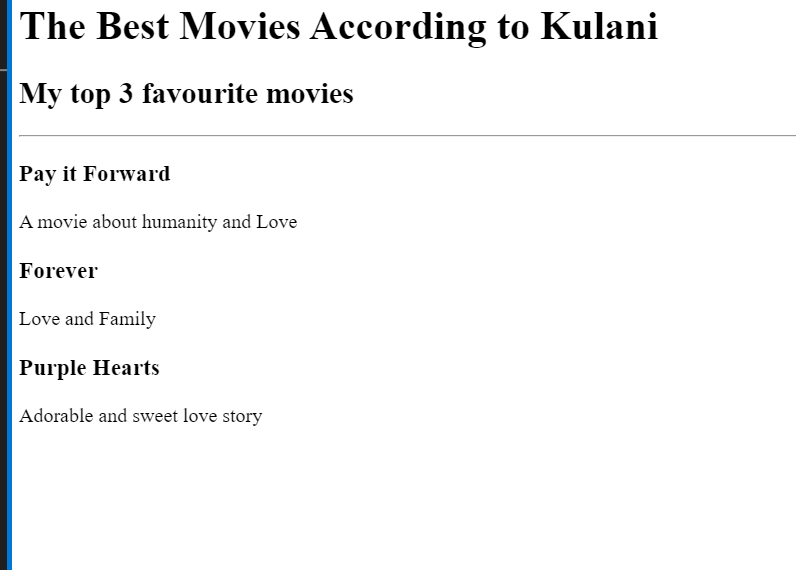 The Best Movies According to Kulani
My top 3 favourite movies
Pay it Forward
A movie about humanity and Love
Forever
Love and Family
Purple Hearts
Adorable and sweet love story